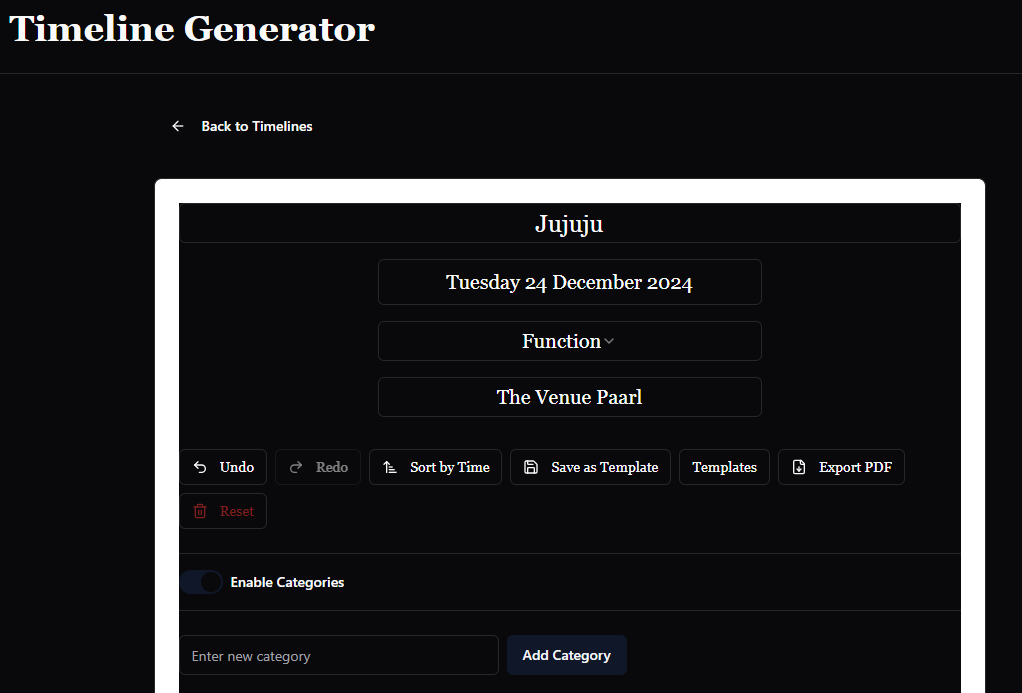 Timeline Generator
Back to Timelines
Jujuju
Tuesday 24 December 2024
Function
The Venue Paarl
Undo Redo Sort by Time Save as Template Templates Export PDF
Reset
Enable Categories
Enter new category Add Category